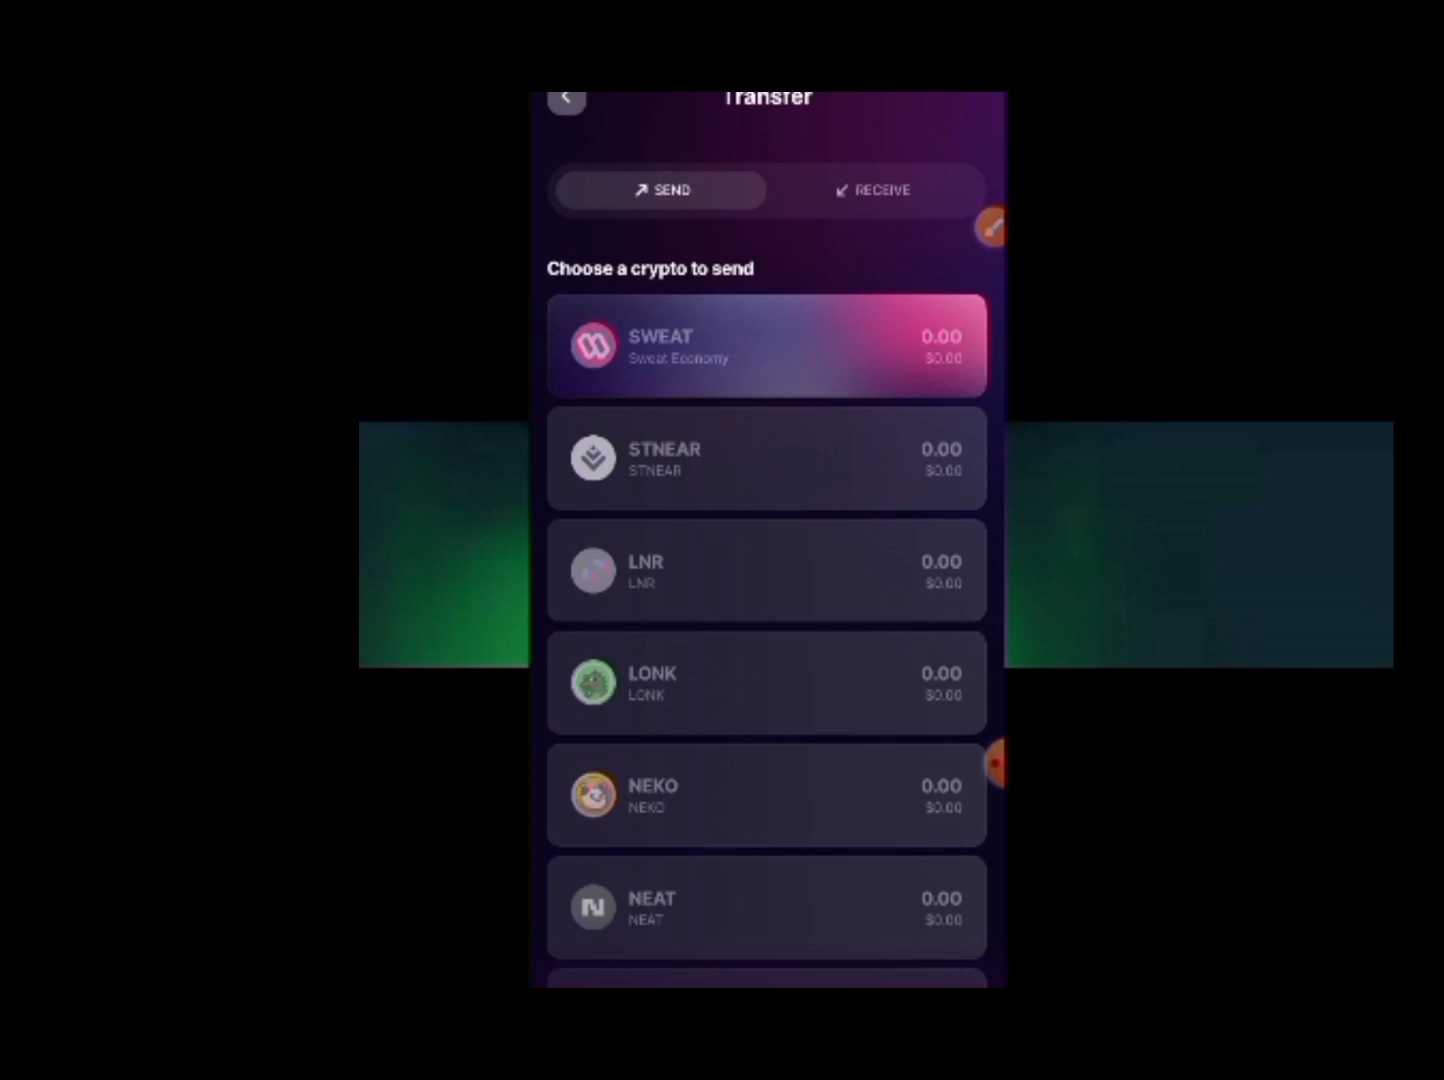 Transfer
SEND
RECEIVE
Choose a crypto to send
SWEAT
0.00
Sweat Economy
$0.00
STNEAR
0.00
STNEAR
$0.00
LNR
0.00
LNR
$0.00
LONK
0.00
LONK
$0.00
NEKO
0.00
NEKO
$0.00
NEAT
0.00
NEAT
$0.00